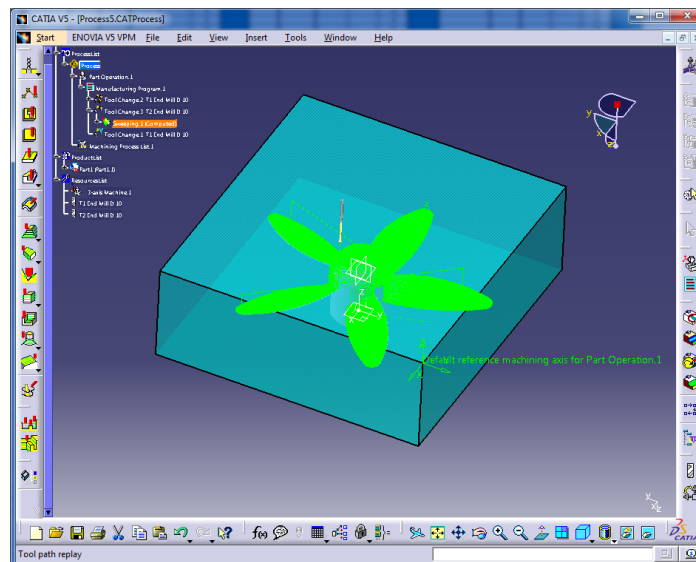 CATIA V5 - [Process5.CATProcess]
Start ENOVIA V5 VPM File Edit View Insert Tools Window Help
ProcessList
Process
Part Operation.1
Manufacturing Program.1
Tool Change.2 T1 End Mill D 10
Tool Change.3 T2 End Mill D 10
Sweeping.1 (Computed)
Tool Change.1 T1 End Mill D 10
Machining Process List.1
ProductList
Part1 (Part1.1)
ResourcesList
3-axis Machine.1
T1 End Mill D 10
T2 End Mill D 10
y
x
z
Z
Y
X
Default reference machining axis for Part Operation.1
y
x
z
f(x)
CATIA
Tool path replay